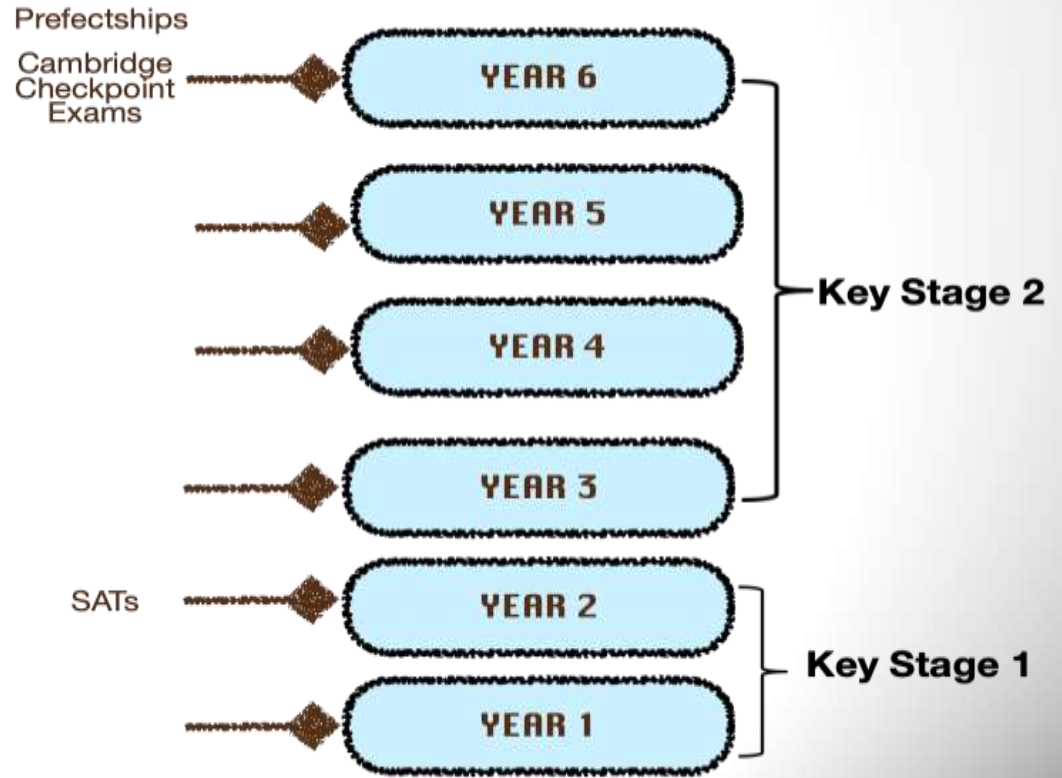 Prefectships
Cambridge
Checkpoint
Exams
YEAR 6
YEAR 5
Key Stage 2
YEAR 4
YEAR 3
SATs
YEAR 2
Key Stage 1
YEAR 1